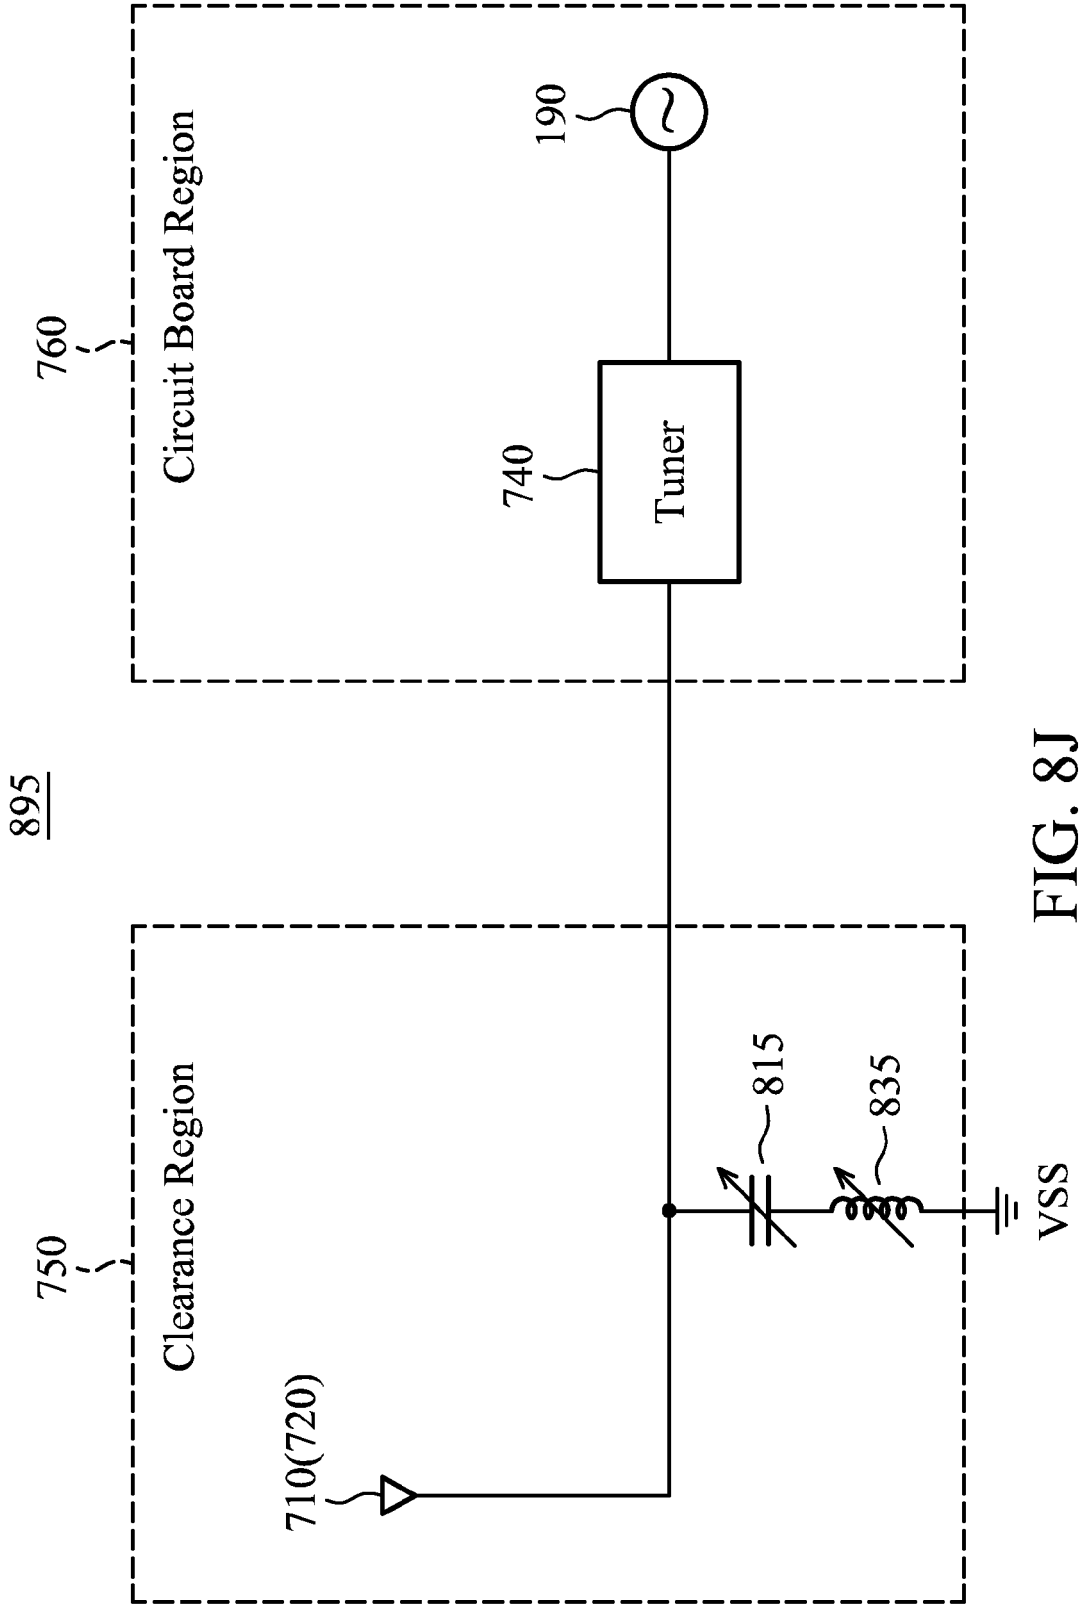 895
750
760
Clearance Region
Circuit Board Region
710(720)
740
190
Tuner
815
835
VSS
FIG. 8J